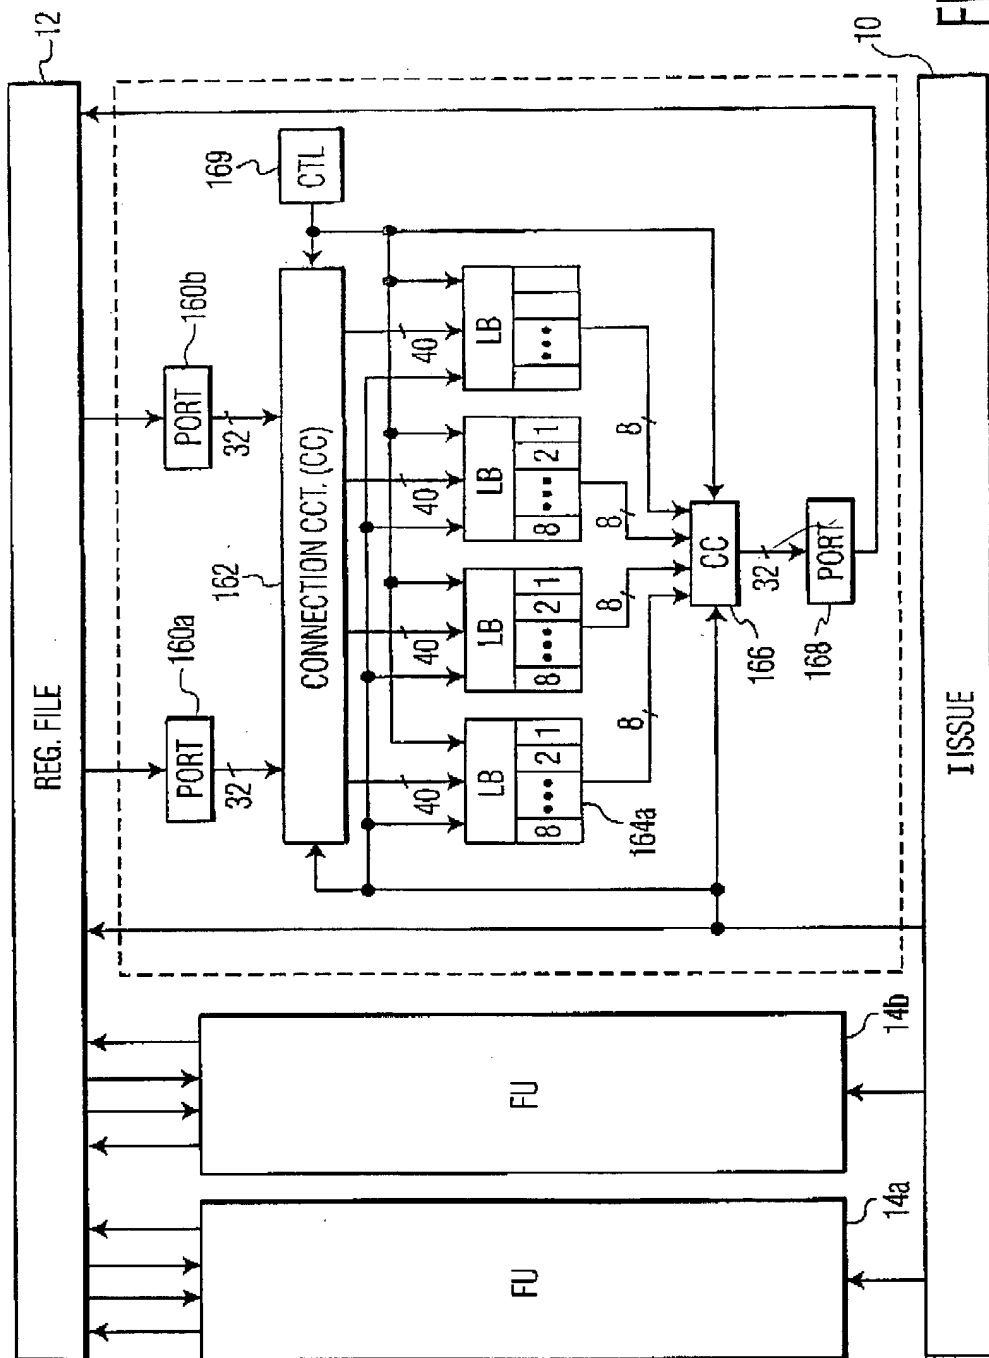 FI
12
REG. FILE
10
169
CTL
160b
PORT
32
162
CONNECTION CCT. (CC)
160a
PORT
32
40
40
40
40
LB
8 ••• 2 1
LB
8 ••• 2 1
LB
8 ••• 2 1
LB
•••
164a
8
8
8
8
CC
166
32
PORT
168
14b
FU
14a
FU
I ISSUE